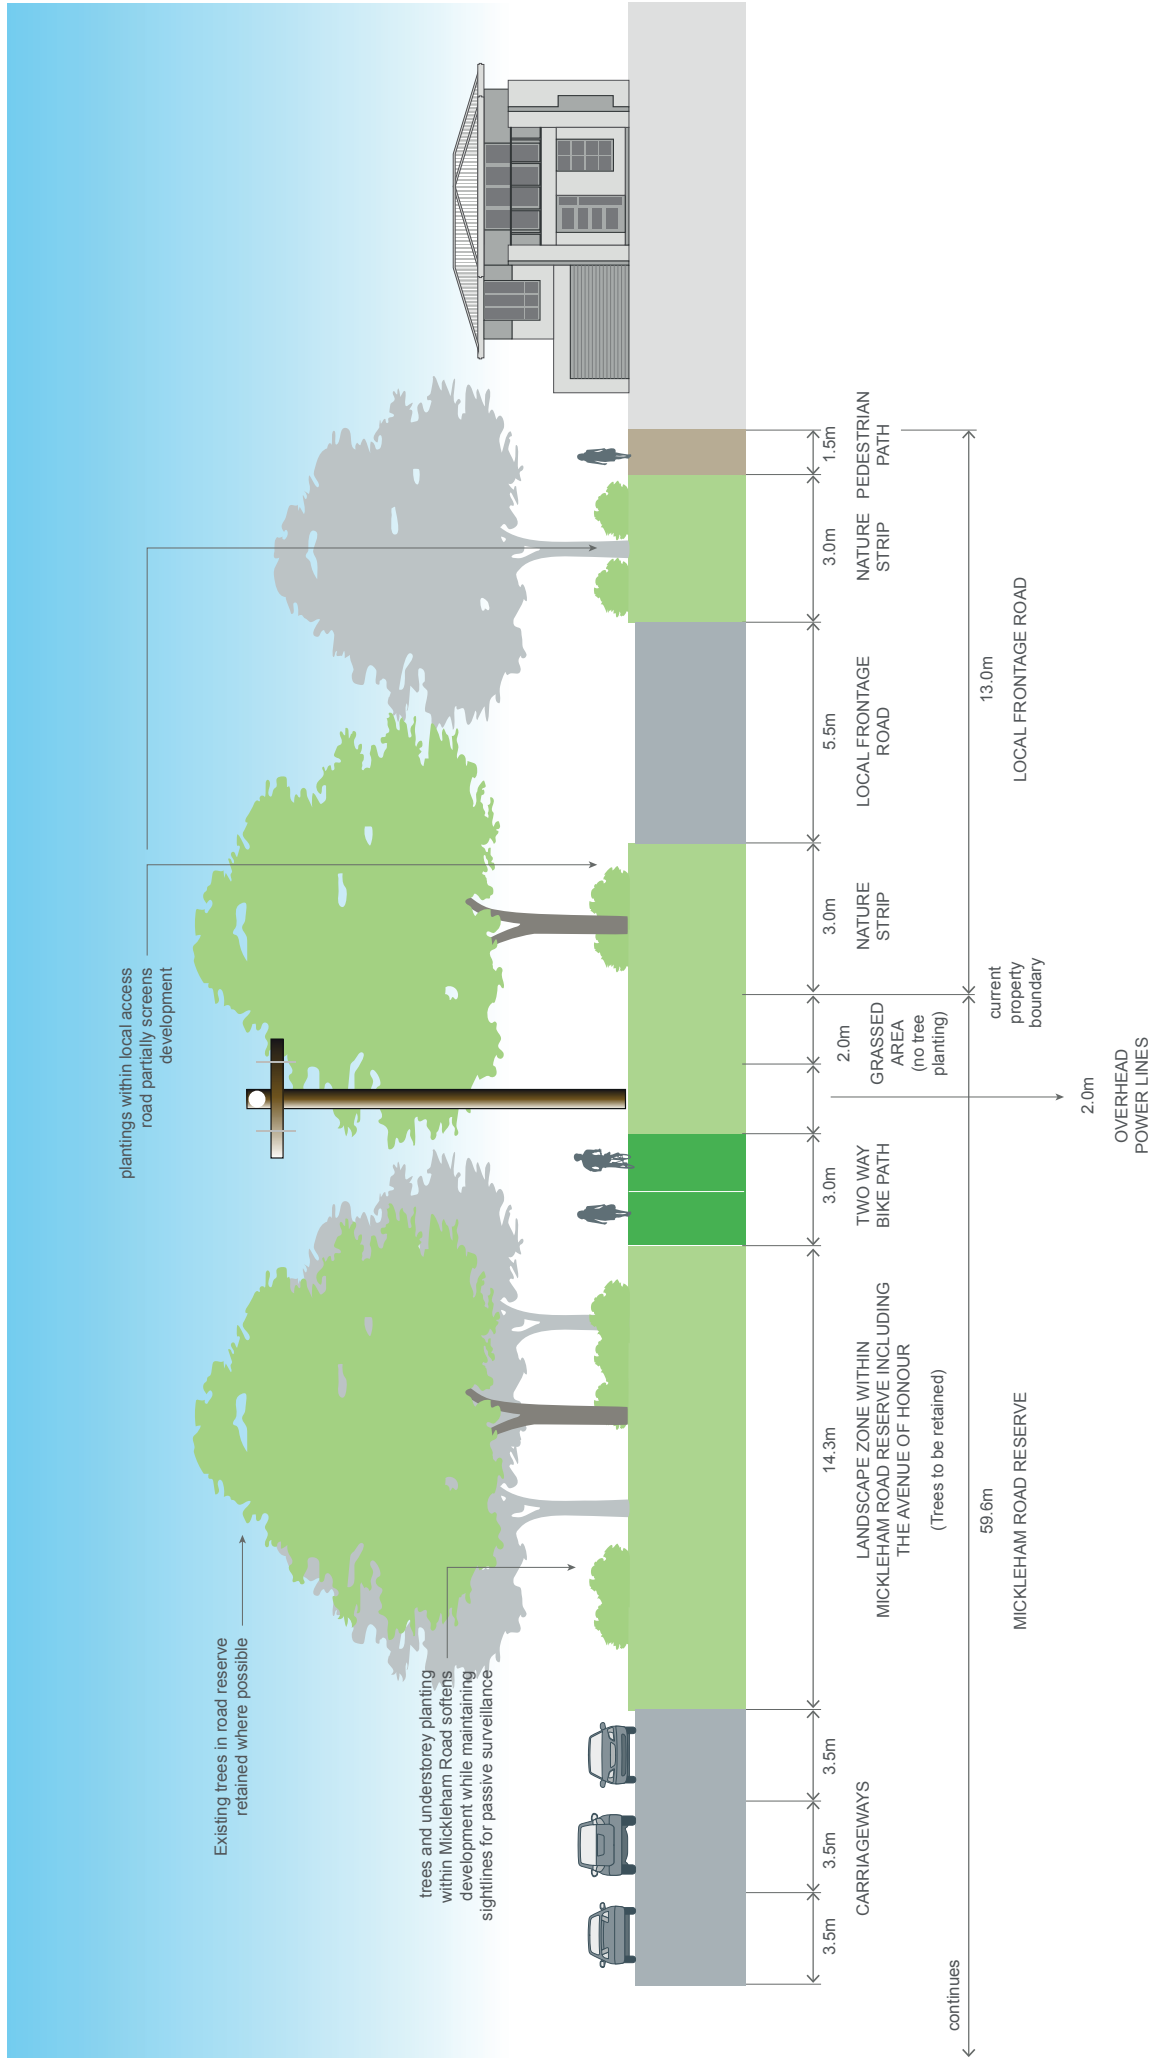 Existing trees in road reserve
retained where possible
plantings within local access
road partially screens
development
trees and understorey planting
within Mickleham Road softens
development while maintaining
sightlines for passive surveillance
3.5m
3.5m
3.5m
14.3m
3.0m
2.0m
3.0m
5.5m
3.0m
1.5m
CARRIAGEWAYS
LANDSCAPE ZONE WITHIN
MICKLEHAM ROAD RESERVE INCLUDING
THE AVENUE OF HONOUR
(Trees to be retained)
TWO WAY
BIKE PATH
GRASSED
AREA
(no tree
planting)
NATURE
STRIP
LOCAL FRONTAGE
ROAD
NATURE
STRIP
PEDESTRIAN
PATH
continues
59.6m
MICKLEHAM ROAD RESERVE
current
property
boundary
13.0m
LOCAL FRONTAGE ROAD
2.0m
OVERHEAD
POWER LINES